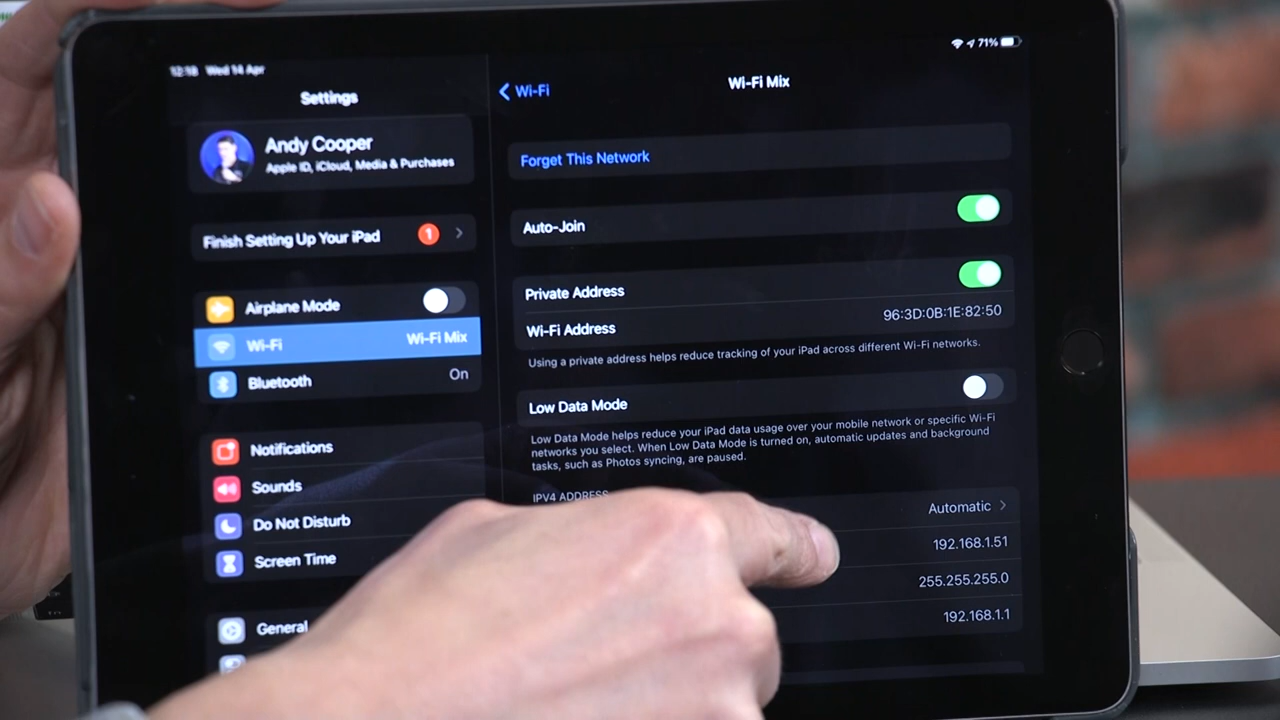 12:18 Wed 14 Apr
71%
Settings
Andy Cooper
Apple ID, iCloud, Media & Purchases
Finish Setting Up Your iPad 1
Airplane Mode
Wi-Fi Wi-Fi Mix
Bluetooth On
Notifications
Sounds
Do Not Disturb
Screen Time
General
Wi-Fi
Wi-Fi Mix
Forget This Network
Auto-Join
Private Address
Wi-Fi Address 96:3D:0B:1E:82:50
Using a private address helps reduce tracking of your iPad across different Wi-Fi networks.
Low Data Mode
Low Data Mode helps reduce your iPad data usage over your mobile network or specific Wi-Fi
networks you select. When Low Data Mode is turned on, automatic updates and background
tasks, such as Photos syncing, are paused.
IPV4 ADDRESS
Automatic
192.168.1.51
255.255.255.0
192.168.1.1